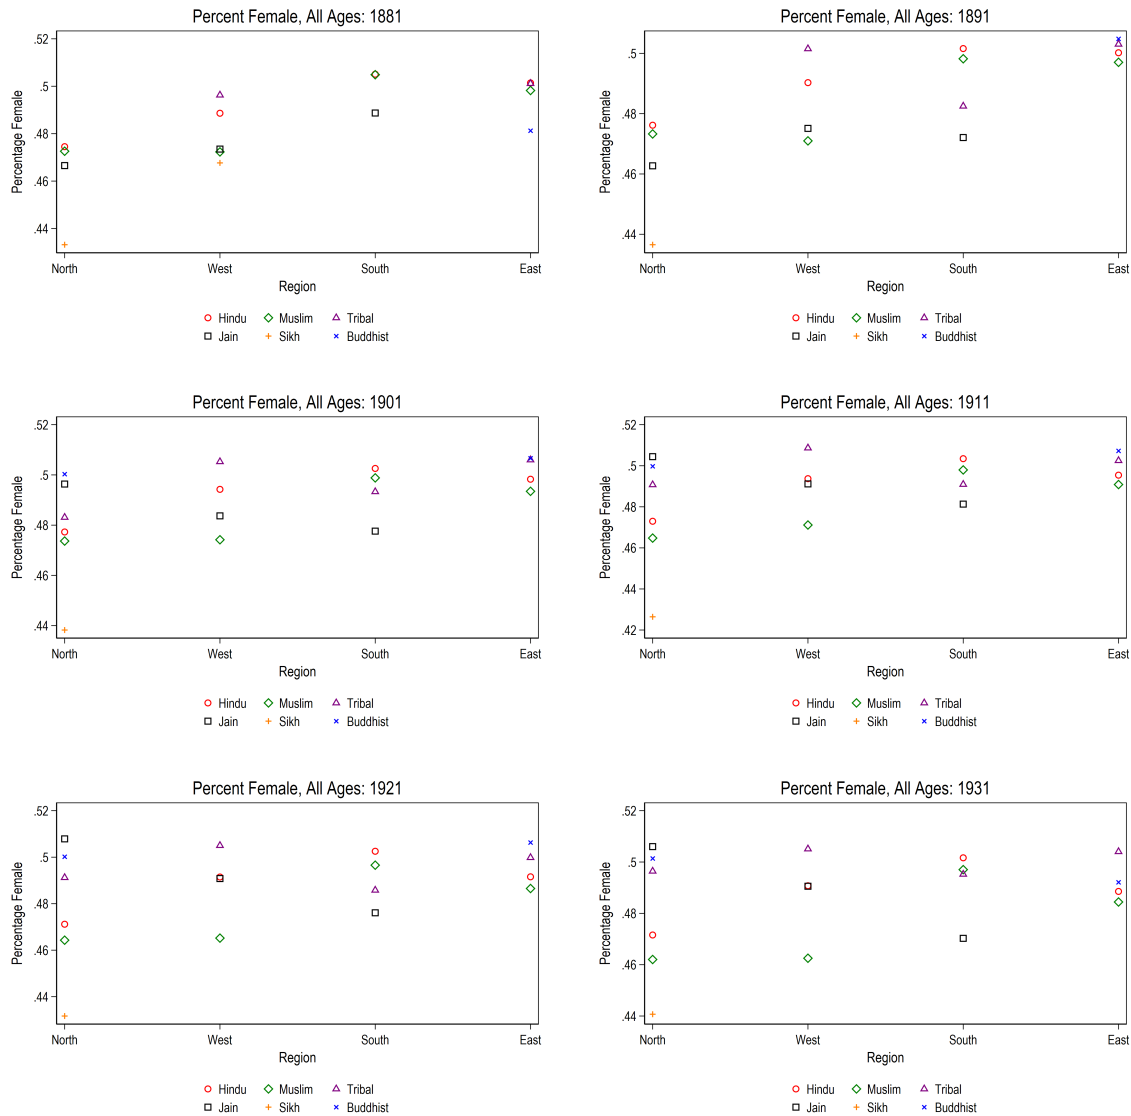 Percent Female, All Ages: 1881
.52
.5
.48
.46
.44
Percentage Female
North West South East
Region
Hindu Muslim Tribal
Jain Sikh Buddhist
Percent Female, All Ages: 1891
.5
.48
.46
.44
Percentage Female
North West South East
Region
Hindu Muslim Tribal
Jain Sikh Buddhist
Percent Female, All Ages: 1901
.52
.5
.48
.46
.44
Percentage Female
North West South East
Region
Hindu Muslim Tribal
Jain Sikh Buddhist
Percent Female, All Ages: 1911
.52
.5
.48
.46
.44
.42
Percentage Female
North West South East
Region
Hindu Muslim Tribal
Jain Sikh Buddhist
Percent Female, All Ages: 1921
.52
.5
.48
.46
.44
Percentage Female
North West South East
Region
Hindu Muslim Tribal
Jain Sikh Buddhist
Percent Female, All Ages: 1931
.52
.5
.48
.46
.44
Percentage Female
North West South East
Region
Hindu Muslim Tribal
Jain Sikh Buddhist